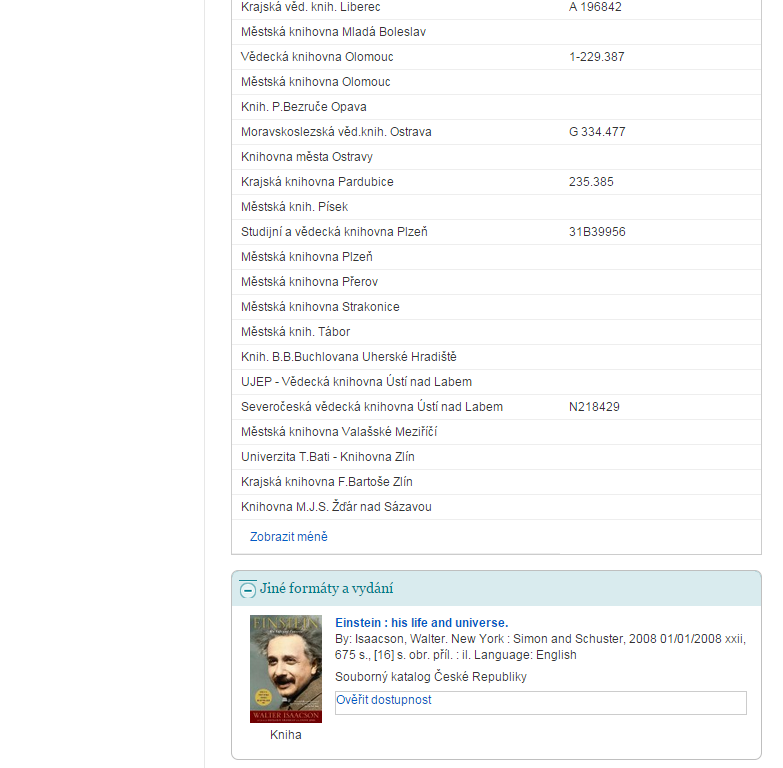 Krajská věd. knih. Liberec A 196842
Městská knihovna Mladá Boleslav
Vědecká knihovna Olomouc 1-229.387
Městská knihovna Olomouc
Knih. P.Bezruče Opava
Moravskoslezská věd.knih. Ostrava G 334.477
Knihovna města Ostravy
Krajská knihovna Pardubice 235.385
Městská knih. Písek
Studijní a vědecká knihovna Plzeň 31B39956
Městská knihovna Plzeň
Městská knihovna Přerov
Městská knihovna Strakonice
Městská knih. Tábor
Knih. B.B.Buchlovana Uherské Hradiště
UJEP - Vědecká knihovna Ústí nad Labem
Severočeská vědecká knihovna Ústí nad Labem N218429
Městská knihovna Valašské Meziříčí
Univerzita T.Bati - Knihovna Zlín
Krajská knihovna F.Bartoše Zlín
Knihovna M.J.S. Žďár nad Sázavou
Zobrazit méně
Jiné formáty a vydání
EINSTEIN
WALTER ISAACSON
Kniha
Einstein : his life and universe.
By: Isaacson, Walter. New York : Simon and Schuster, 2008 01/01/2008 xxii,
675 s., [16] s. obr. příl. : il. Language: English
Souborný katalog České Republiky
Ověřit dostupnost